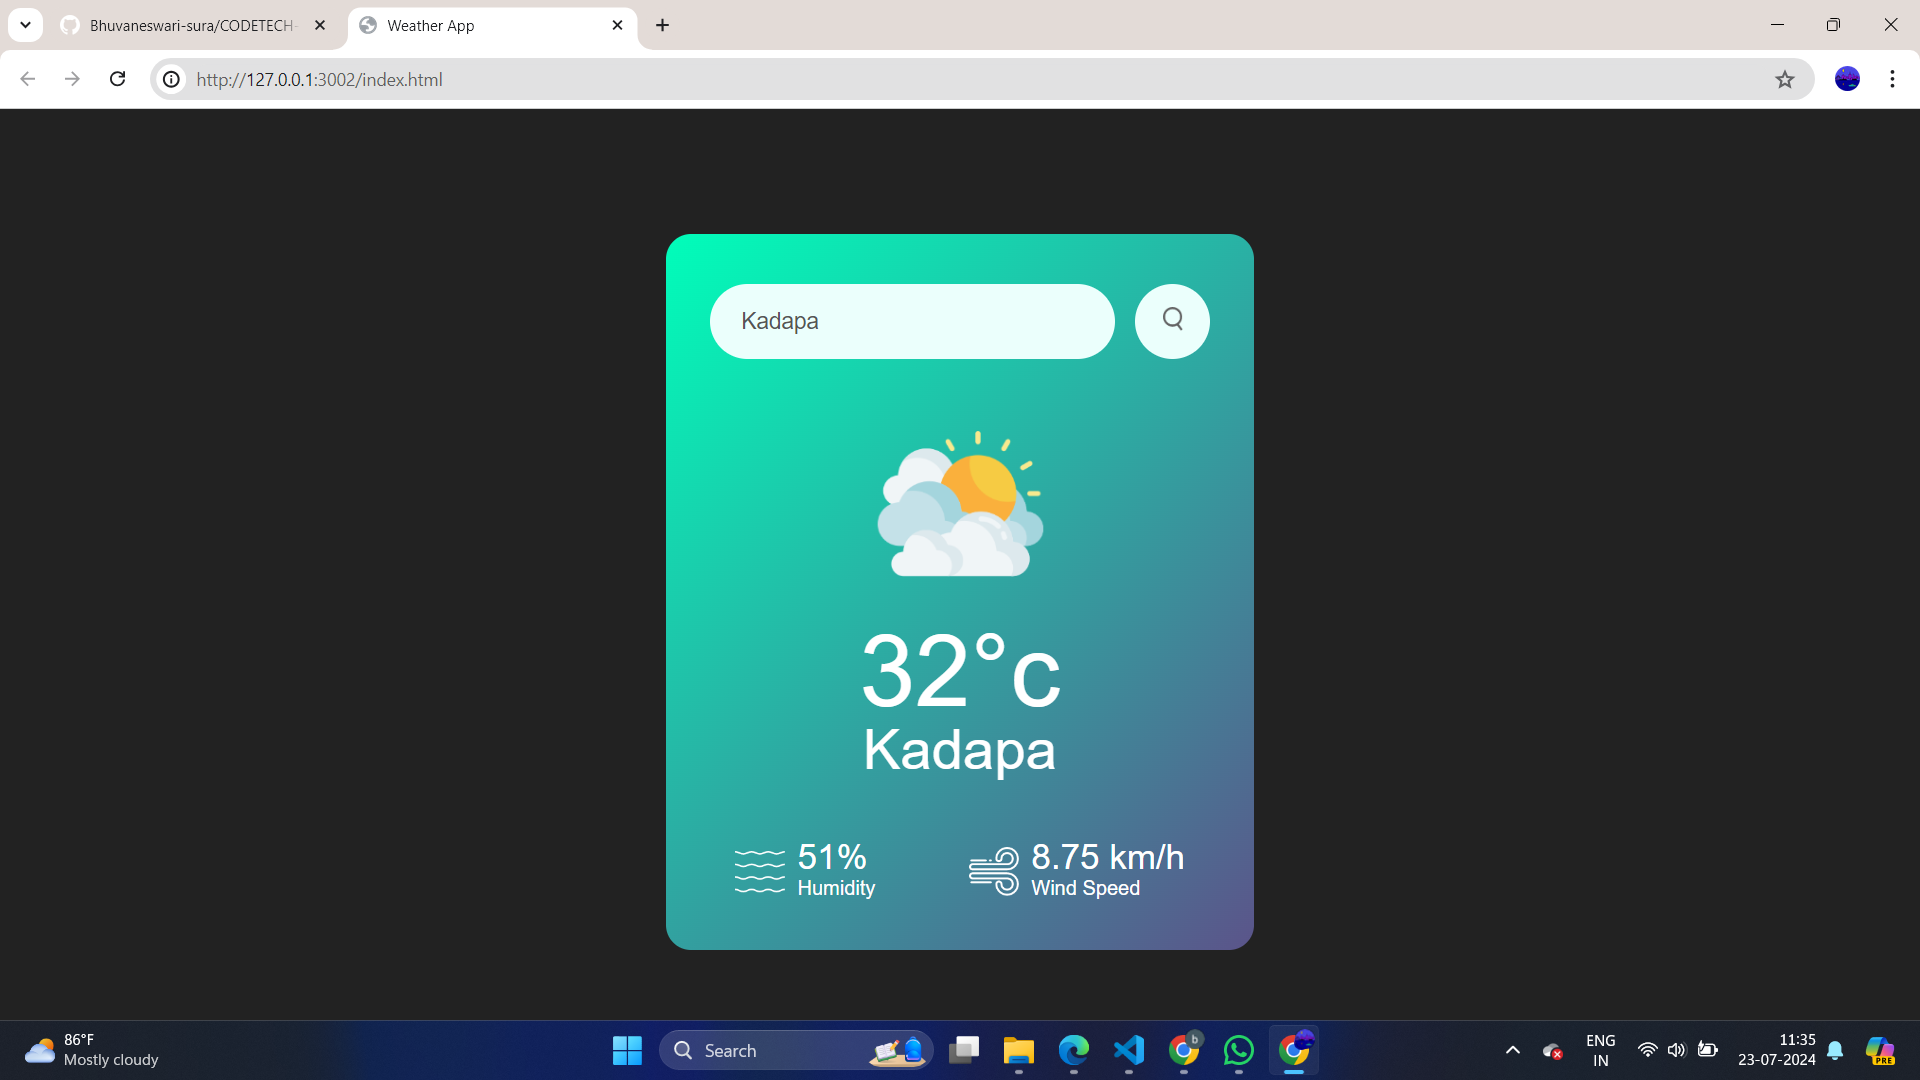 Bhuvaneswari-sura/CODETECH-
Weather App
http://127.0.0.1:3002/index.html
Kadapa
32°c
Kadapa
51%
Humidity
8.75 km/h
Wind Speed
86°F
Mostly cloudy
Search
b
ENG
IN
11:35
23-07-2024
PRE